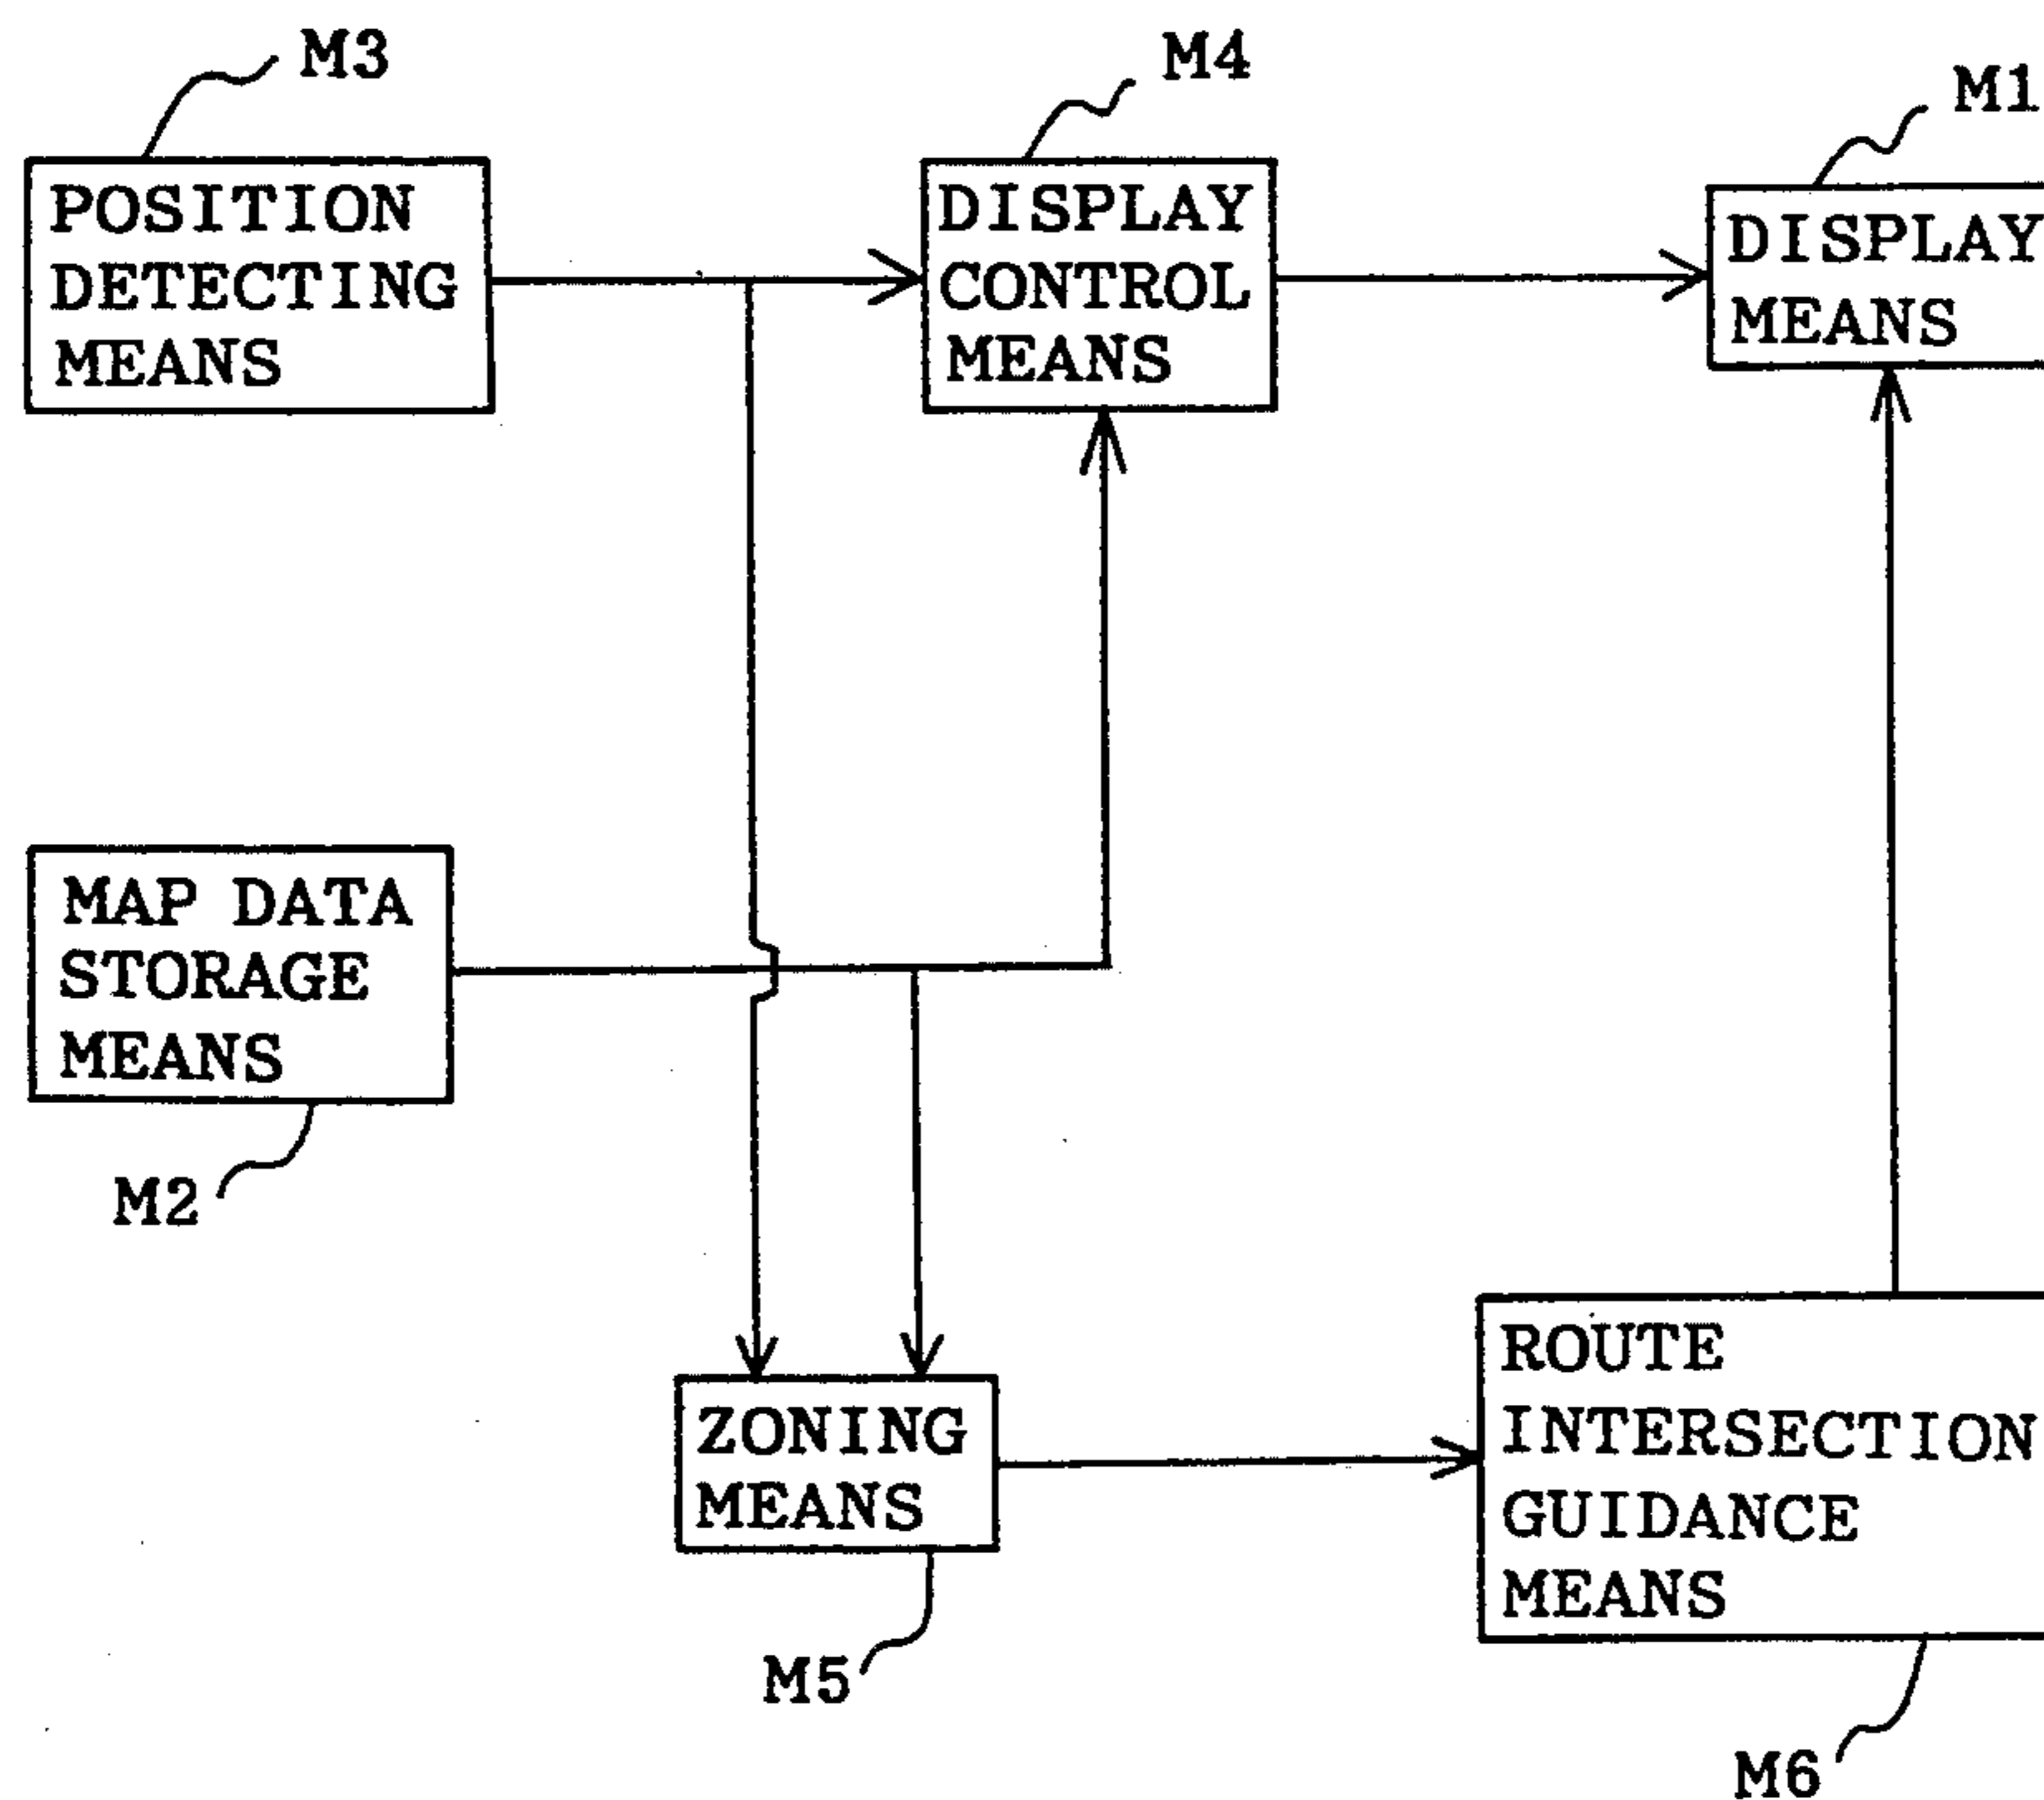 M3
POSITION
DETECTING
MEANS
M4
DISPLAY
CONTROL
MEANS
M1
DISPLAY
MEANS
MAP DATA
STORAGE
MEANS
M2
ZONING
MEANS
M5
ROUTE
INTERSECTION
GUIDANCE
MEANS
M6